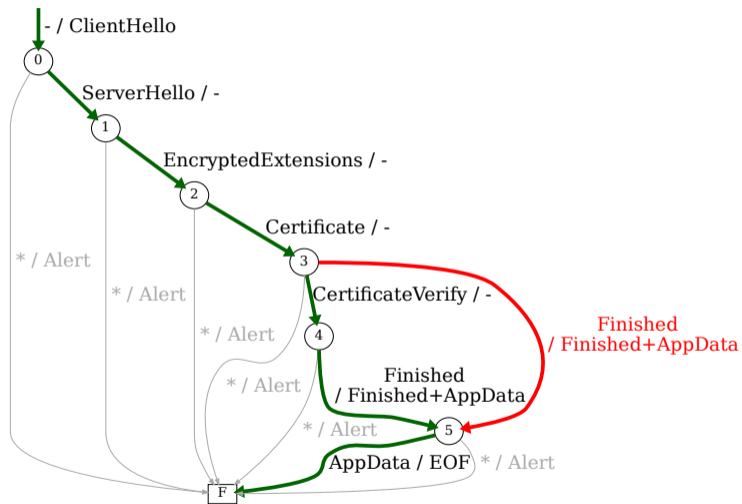 - / ClientHello
0
ServerHello / -
1
EncryptedExtensions / -
2
Certificate / -
3
* / Alert
* / Alert
CertificateVerify / -
Finished
/ Finished+AppData
* / Alert
4
* / Alert
Finished
/ Finished+AppData
* / Alert
5
AppData / EOF
* / Alert
F